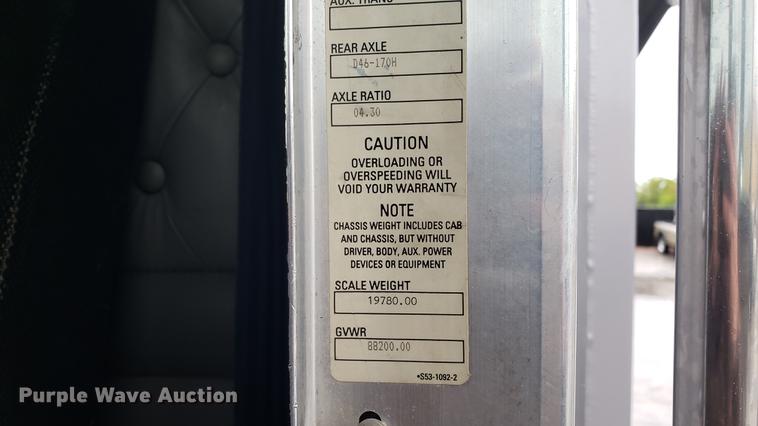 AUX. TRANS
REAR AXLE
D46-170H
AXLE RATIO
04.30
CAUTION
OVERLOADING OR
OVERSPEEDING WILL
VOID YOUR WARRANTY
NOTE
CHASSIS WEIGHT INCLUDES CAB
AND CHASSIS, BUT WITHOUT
DRIVER, BODY, AUX. POWER
DEVICES OR EQUIPMENT
SCALE WEIGHT
19780.00
GVWR
88200.00
•S53-1092-2
Purple Wave Auction